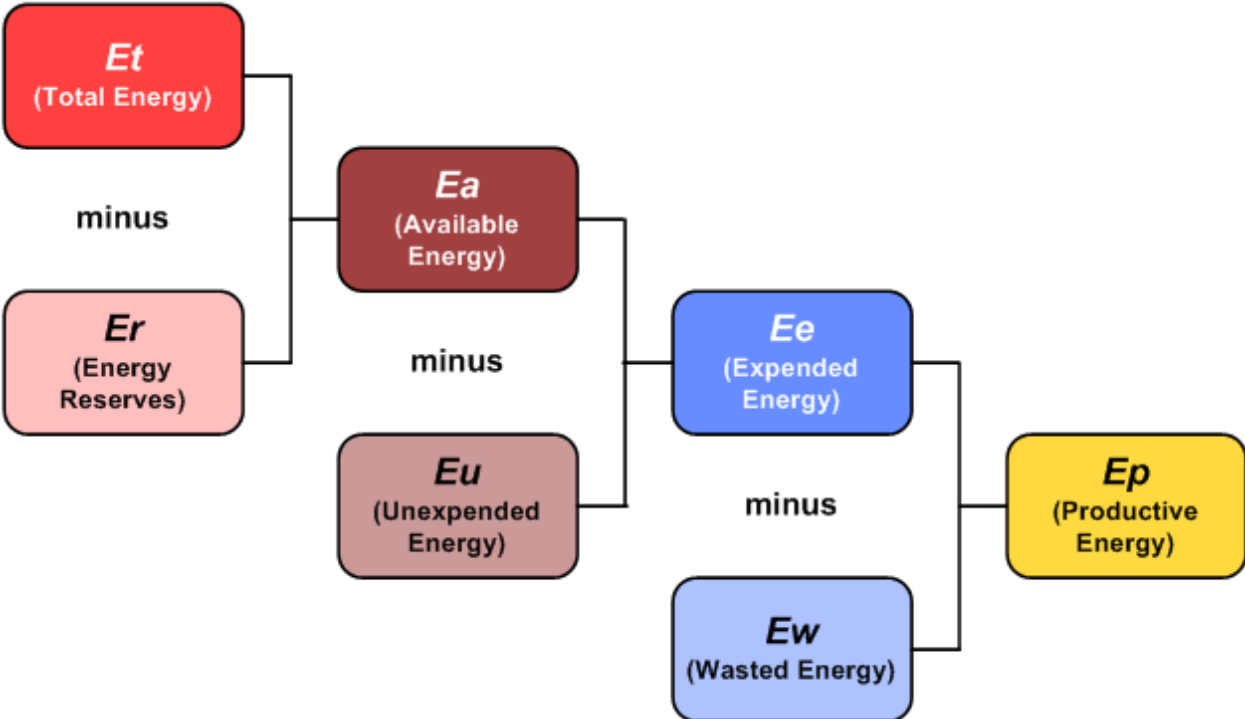 Et
(Total Energy)
minus
Er
(Energy
Reserves)
Ea
(Available
Energy)
minus
Eu
(Unexpended
Energy)
Ee
(Expended
Energy)
minus
Ew
(Wasted Energy)
Ep
(Productive
Energy)